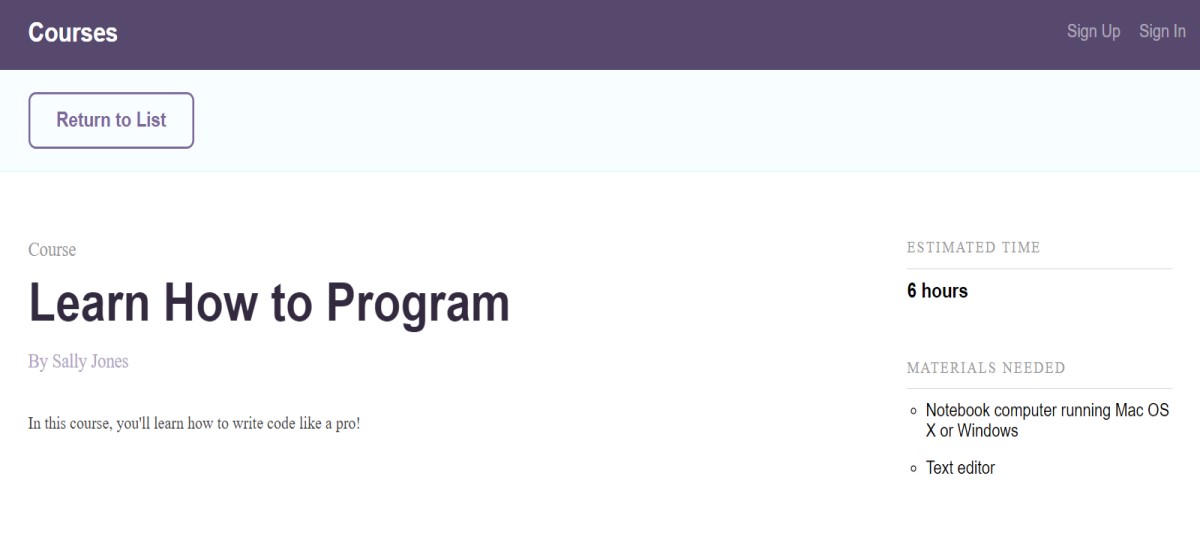 Courses
Sign Up Sign In
Return to List
Course
Learn How to Program
By Sally Jones
In this course, you'll learn how to write code like a pro!
ESTIMATED TIME
6 hours
MATERIALS NEEDED
Notebook computer running Mac OS
X or Windows
Text editor